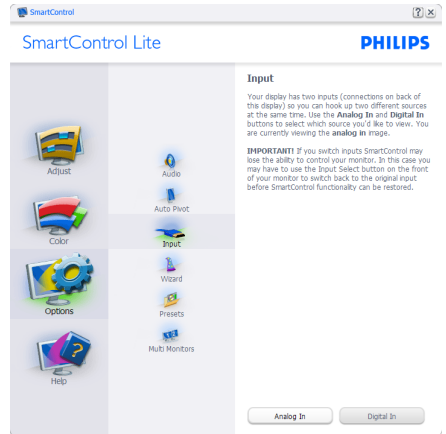 SmartControl
SmartControl Lite
PHILIPS
Adjust
Color
Options
Help
Audio
Auto Pivot
Input
Wizard
Presets
Multi Monitors
Input
Your display has two inputs (connections on back of
this display) so you can hook up two different sources
at the same time. Use the Analog In and Digital In
buttons to select which source you'd like to view. You
are currently viewing the analog in image.
IMPORTANT! If you switch inputs SmartControl may
lose the ability to control your monitor. In this case you
may have to use the Input Select button on the front
of your monitor to switch back to the original input
before SmartControl functionality can be restored.
Analog In
Digital In